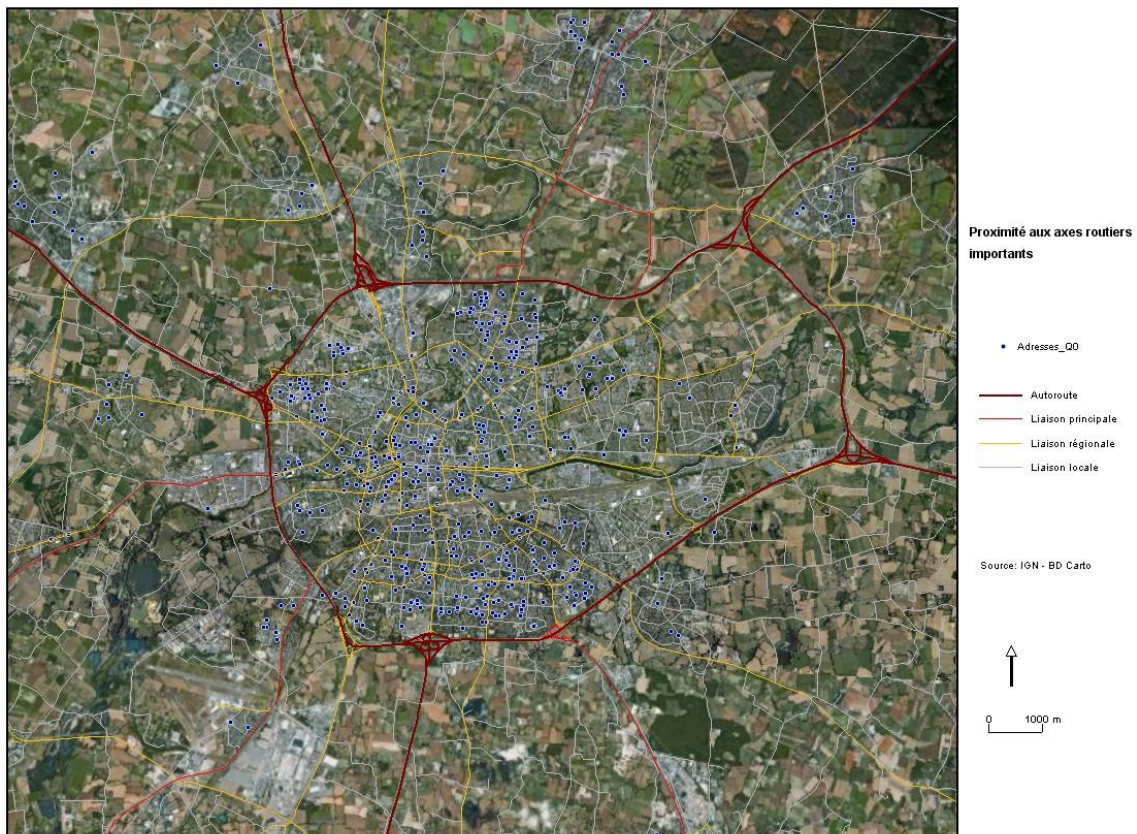 Proximité aux axes routiers
importants
Adresses_Q0
Autoroute
Liaison principale
Liaison régionale
Liaison locale
Source: IGN - BD Carto
0 1000 m